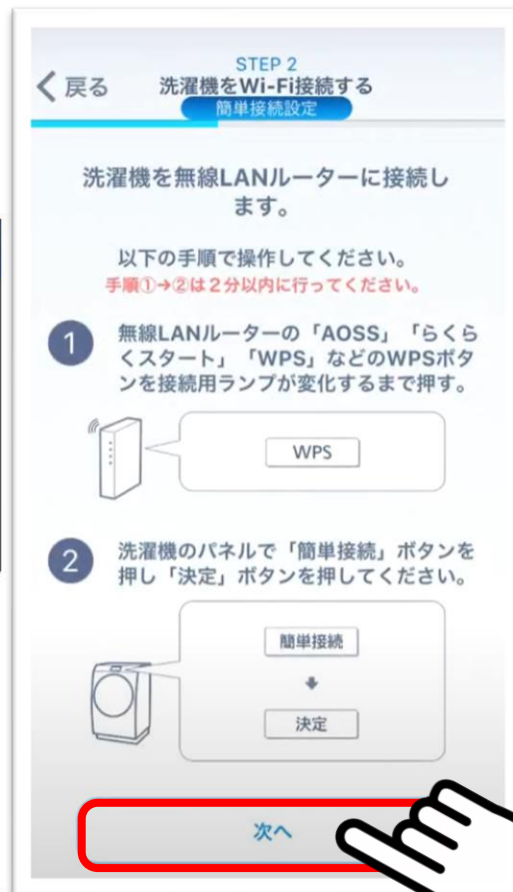 STEP 2
戻る
洗濯機をWi-Fi接続する
簡単接続設定
洗濯機を無線LANルーターに接続し
ます。
以下の手順で操作してください。
手順①→②は２分以内に行ってください。
1
無線LANルーターの「AOSS」「らくら
くスタート」「WPS」などのWPSボタ
ンを接続用ランプが変化するまで押す。
WPS
2
洗濯機のパネルで「簡単接続」ボタンを
押し「決定」ボタンを押してください。
簡単接続
決定
次へ